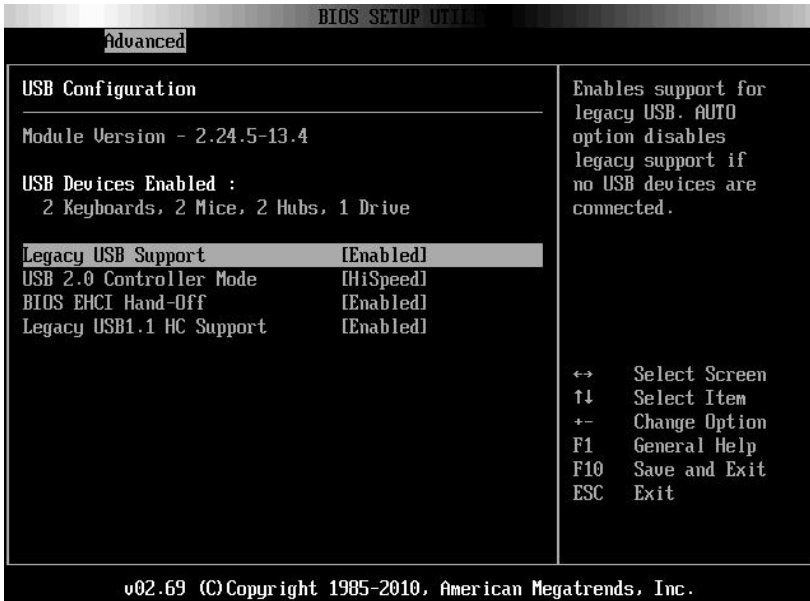 BIOS SETUP UTIL
Advanced
USB Configuration
Module Version - 2.24.5-13.4
USB Devices Enabled :
2 Keyboards, 2 Mice, 2 Hubs, 1 Drive
Legacy USB Support [Enabled]
USB 2.0 Controller Mode [HiSpeed]
BIOS EHCI Hand-Off [Enabled]
Legacy USB1.1 HC Support [Enabled]
Enables support for
legacy USB. AUTO
option disables
legacy support if
no USB devices are
connected.
↔ Select Screen
↑↓ Select Item
+- Change Option
F1 General Help
F10 Save and Exit
ESC Exit
v02.69 (C)Copyright 1985-2010, American Megatrends, Inc.